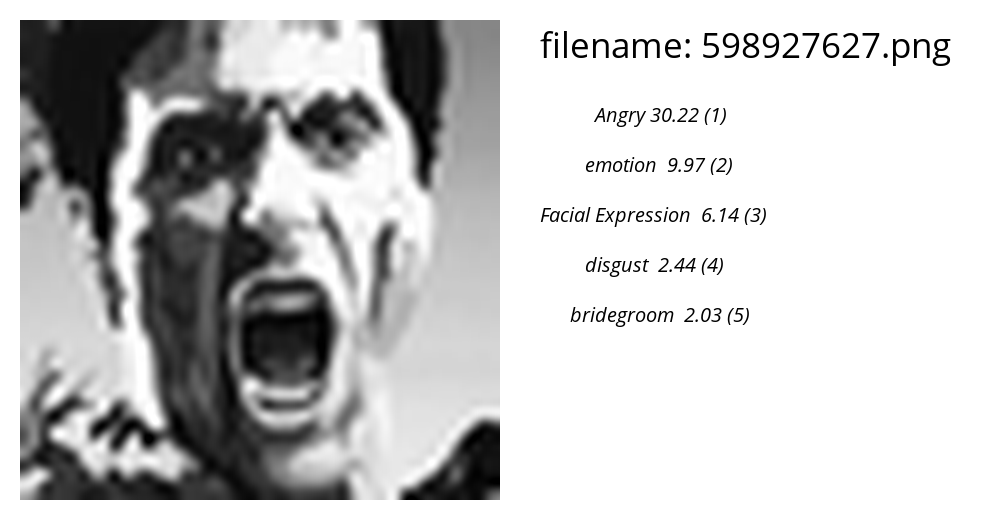 filename: 598927627.png
Angry 30.22 (1)
emotion 9.97 (2)
Facial Expression 6.14 (3)
disgust 2.44 (4)
bridegroom 2.03 (5)